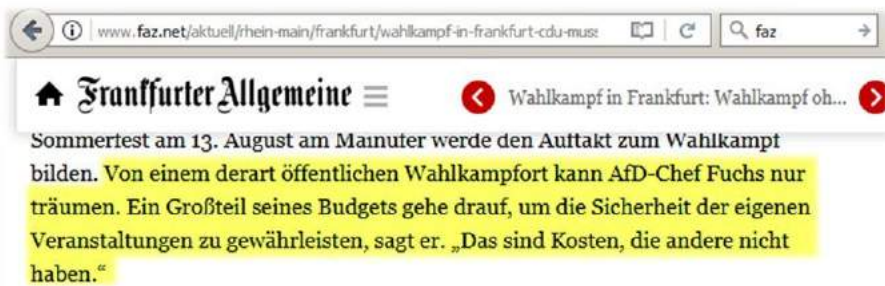 www.faz.net/aktuell/rhein-main/frankfurt/wahlkampf-in-frankfurt-cdu-muss
faz
Frankfurter Allgemeine
Wahlkampf in Frankfurt: Wahlkampf oh...
Sommerfest am 13. August am Mainufer werde den Auftakt zum Wahlkampf
bilden. Von einem derart öffentlichen Wahlkampfort kann AfD-Chef Fuchs nur
träumen. Ein Großteil seines Budgets gehe drauf, um die Sicherheit der eigenen
Veranstaltungen zu gewährleisten, sagt er. „Das sind Kosten, die andere nicht
haben.“